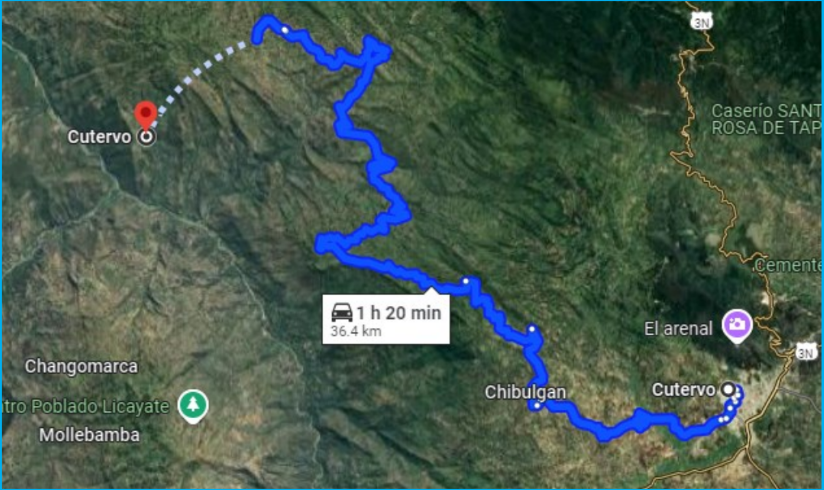 3N
Caserío SANT
ROSA DE TAP
Cutervo
Cemente
1 h 20 min
36.4 km
El arenal
3N
Changomarca
Chibulgan
Cutervo
tro Poblado Licayate
Mollebamba